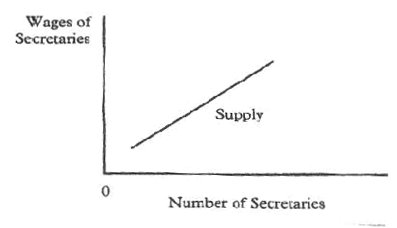 Wages of
Secretaries
Supply
0
Number of Secretaries